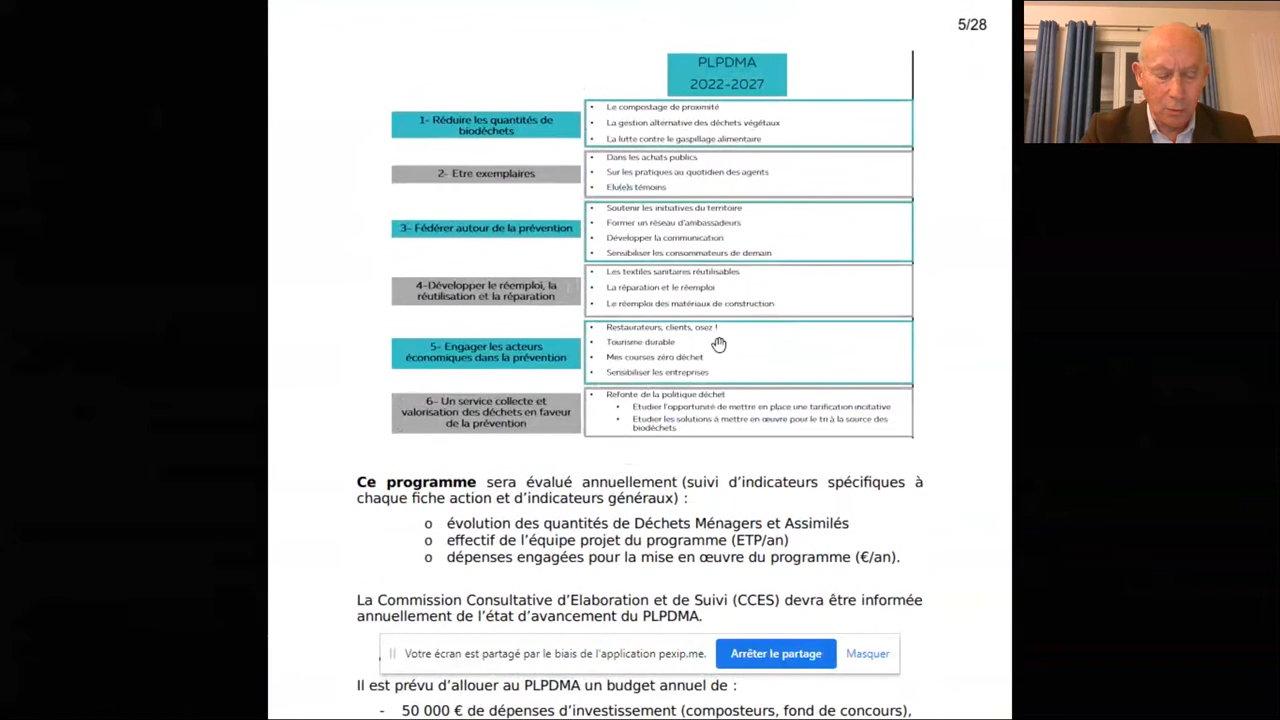 5/28
PLPDMA
2022-2027
1- Réduire les quantités de
biodéchets
• Le compostage de proximité
• La gestion alternative des déchets végétaux
• La lutte contre le gaspillage alimentaire
2- Etre exemplaires
• Dans les achats publics
• Sur les pratiques au quotidien des agents
• Elu(e)s témoins
3- Fédérer autour de la prévention
• Soutenir les initiatives du territoire
• Former un réseau d'ambassadeurs
• Développer la communication
• Sensibiliser les consommateurs de demain
4-Développer le réemploi, la
réutilisation et la réparation
• Les textiles sanitaires réutilisables
• La réparation et le réemploi
• Le réemploi des matériaux de construction
5- Engager les acteurs
économiques dans la prévention
• Restaurateurs, clients, osez !
• Tourisme durable
• Mes courses zéro déchet
• Sensibiliser les entreprises
6- Un service collecte et
valorisation des déchets en faveur
de la prévention
• Refonte de la politique déchet
• Etudier l'opportunité de mettre en place une tarification incitative
• Etudier les solutions à mettre en œuvre pour le tri à la source des
biodéchets
Ce programme sera évalué annuellement (suivi d'indicateurs spécifiques à
chaque fiche action et d'indicateurs généraux) :
o évolution des quantités de Déchets Ménagers et Assimilés
o effectif de l'équipe projet du programme (ETP/an)
o dépenses engagées pour la mise en œuvre du programme (€/an).
La Commission Consultative d'Elaboration et de Suivi (CCES) devra être informée
annuellement de l'état d'avancement du PLPDMA.
Votre écran est partagé par le biais de l'application pexip.me.
Arrêter le partage
Masquer
Il est prévu d'allouer au PLPDMA un budget annuel de :
- 50 000 € de dépenses d'investissement (composteurs, fond de concours),